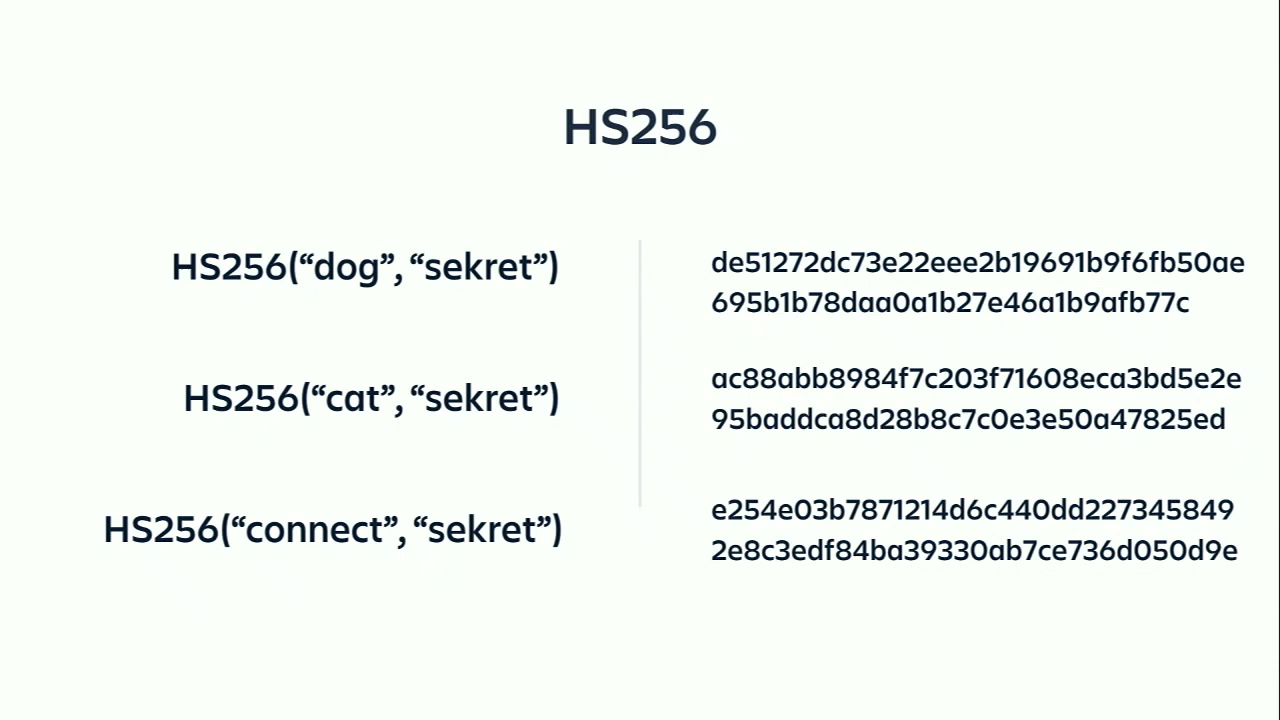 HS256
HS256(“dog”, “sekret”)
de51272dc73e22eee2b19691b9f6fb50ae
695b1b78daa0a1b27e46a1b9afb77c
HS256(“cat”, “sekret”)
ac88abb8984f7c203f71608eca3bd5e2e
95baddca8d28b8c7c0e3e50a47825ed
HS256(“connect”, “sekret”)
e254e03b7871214d6c440dd227345849
2e8c3edf84ba39330ab7ce736d050d9e